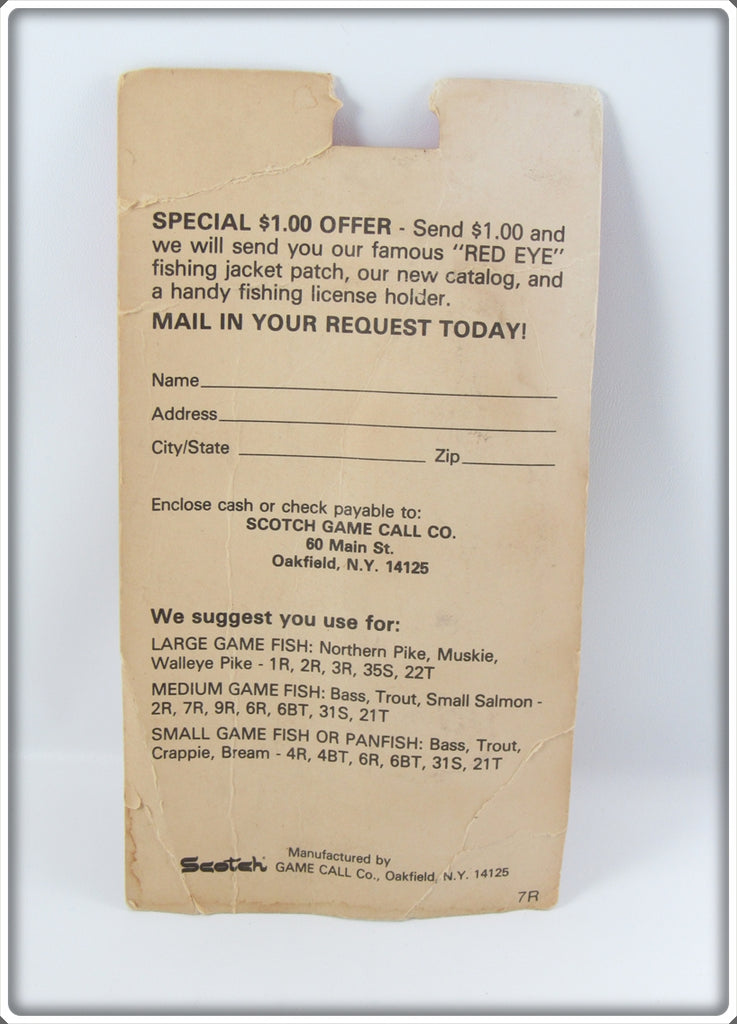 SPECIAL $1.00 OFFER - Send $1.00 and
we will send you our famous "RED EYE"
fishing jacket patch, our new catalog, and
a handy fishing license holder.
MAIL IN YOUR REQUEST TODAY!
Name
Address
City/State Zip
Enclose cash or check payable to:
SCOTCH GAME CALL CO.
60 Main St.
Oakfield, N.Y. 14125
We suggest you use for:
LARGE GAME FISH: Northern Pike, Muskie,
Walleye Pike - 1R, 2R, 3R, 35S, 22T
MEDIUM GAME FISH: Bass, Trout, Small Salmon -
2R, 7R, 9R, 6R, 6BT, 31S, 21T
SMALL GAME FISH OR PANFISH: Bass, Trout,
Crappie, Bream - 4R, 4BT, 6R, 6BT, 31S, 21T
Manufactured by
Scotch GAME CALL Co., Oakfield, N.Y. 14125
7R